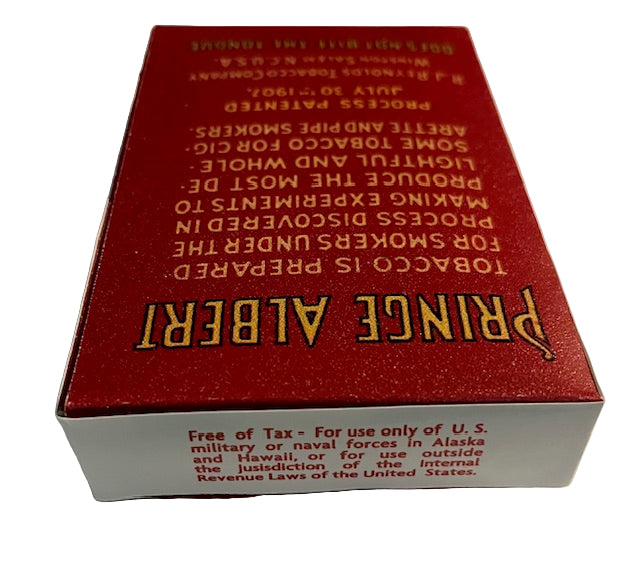 PRINCE ALBERT
TOBACCO IS PREPARED
FOR SMOKERS UNDER THE
PROCESS DISCOVERED IN
MAKING EXPERIMENTS TO
PRODUCE THE MOST DE-
LIGHTFUL AND WHOLE-
SOME TOBACCO FOR CIG-
ARETTE AND PIPE SMOKERS.
PROCESS PATENTED
JULY 30TH 1907.
R.J. REYNOLDS TOBACCO COMPANY
WINSTON SALEM N.C. U.S.A.
DOES NOT BITE THE TONGUE
Free of Tax - For use only of U. S.
military or naval forces in Alaska
and Hawaii, or for use outside
the Jusisdiction of the Internal
Revenue Laws of the United States.